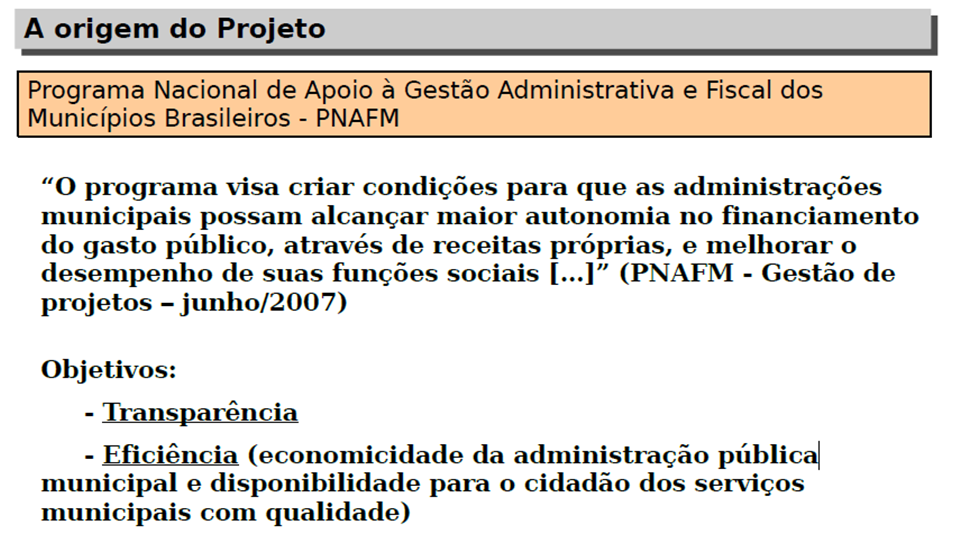 A origem do Projeto
Programa Nacional de Apoio à Gestão Administrativa e Fiscal dos
Municípios Brasileiros - PNAFM
“O programa visa criar condições para que as administrações
municipais possam alcançar maior autonomia no financiamento
do gasto público, através de receitas próprias, e melhorar o
desempenho de suas funções sociais [...]” (PNAFM - Gestão de
projetos – junho/2007)
Objetivos:
- Transparência
- Eficiência (economicidade da administração pública
municipal e disponibilidade para o cidadão dos serviços
municipais com qualidade)